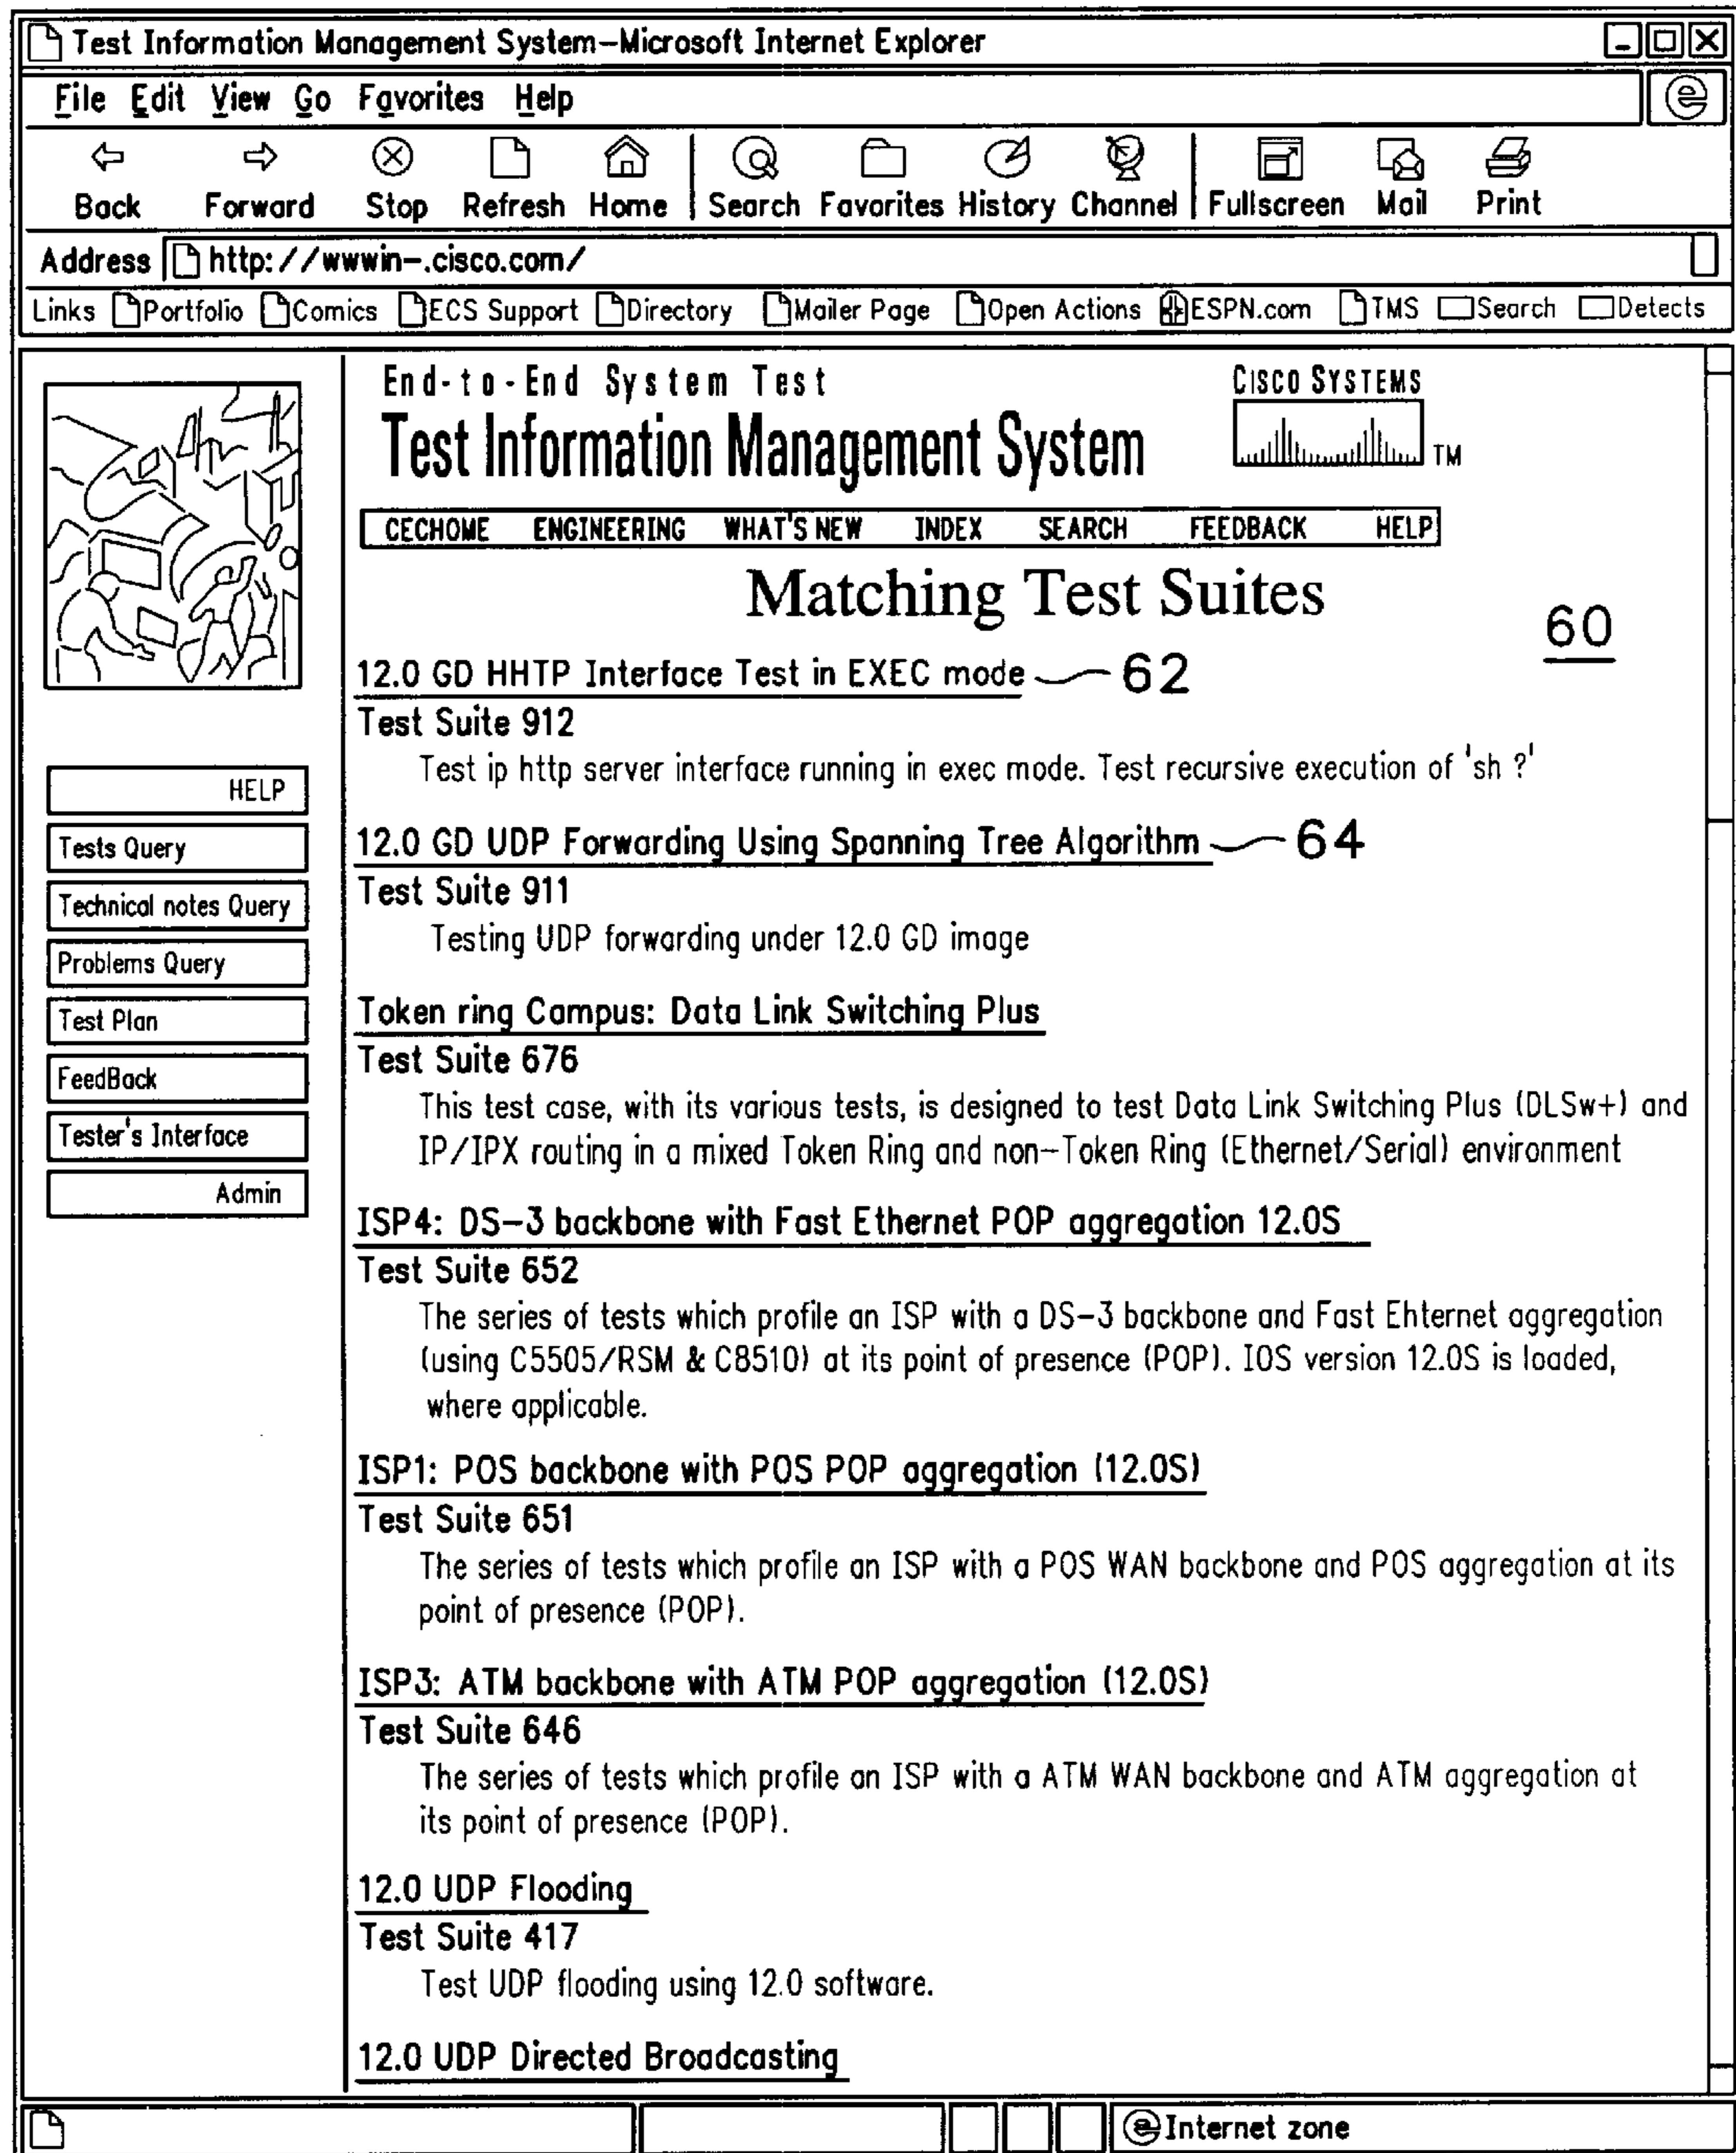 Test Information Management System–Microsoft Internet Explorer
File Edit View Go Favorites Help
Back Forward Stop Refresh Home Search Favorites History Channel Fullscreen Mail Print
Address http://wwwin–.cisco.com/
Links Portfolio Comics ECS Support Directory Mailer Page Open Actions ESPN.com TMS Search Detects
End-to-End System Test
CISCO SYSTEMS
Test Information Management System
TM
CECHOME ENGINEERING WHAT'S NEW INDEX SEARCH FEEDBACK HELP
Matching Test Suites
60
12.0 GD HHTP Interface Test in EXEC mode 62
Test Suite 912
Test ip http server interface running in exec mode. Test recursive execution of 'sh ?'
HELP
Tests Query
Technical notes Query
Problems Query
Test Plan
FeedBack
Tester's Interface
Admin
12.0 GD UDP Forwarding Using Spanning Tree Algorithm 64
Test Suite 911
Testing UDP forwarding under 12.0 GD image
Token ring Campus: Data Link Switching Plus
Test Suite 676
This test case, with its various tests, is designed to test Data Link Switching Plus (DLSw+) and
IP/IPX routing in a mixed Token Ring and non–Token Ring (Ethernet/Serial) environment
ISP4: DS–3 backbone with Fast Ethernet POP aggregation 12.0S
Test Suite 652
The series of tests which profile an ISP with a DS–3 backbone and Fast Ehternet aggregation
(using C5505/RSM & C8510) at its point of presence (POP). IOS version 12.0S is loaded,
where applicable.
ISP1: POS backbone with POS POP aggregation (12.0S)
Test Suite 651
The series of tests which profile an ISP with a POS WAN backbone and POS aggregation at its
point of presence (POP).
ISP3: ATM backbone with ATM POP aggregation (12.0S)
Test Suite 646
The series of tests which profile an ISP with a ATM WAN backbone and ATM aggregation at
its point of presence (POP).
12.0 UDP Flooding
Test Suite 417
Test UDP flooding using 12.0 software.
12.0 UDP Directed Broadcasting
Internet zone